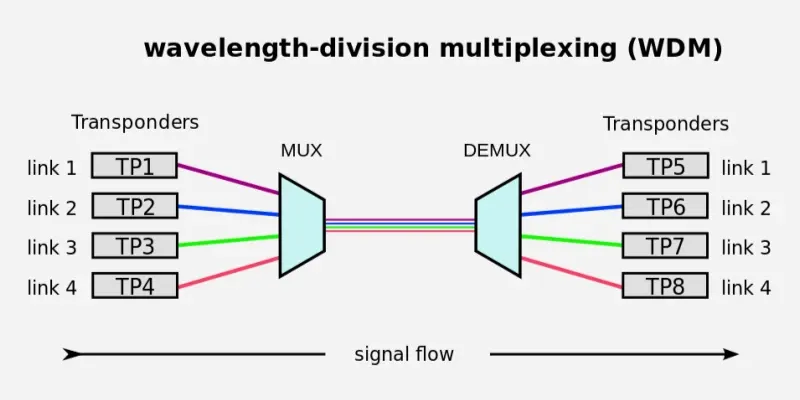 wavelength-division multiplexing (WDM)
Transponders
Transponders
MUX
DEMUX
link 1 TP1 TP5 link 1
link 2 TP2 TP6 link 2
link 3 TP3 TP7 link 3
link 4 TP4 TP8 link 4
signal flow